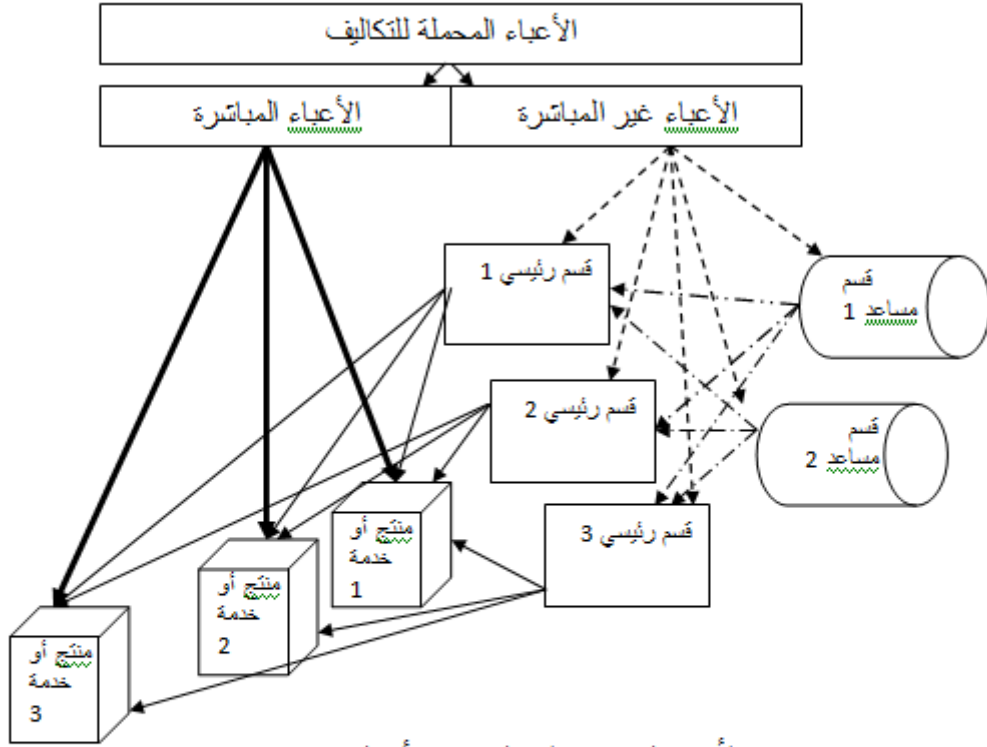 الأعباء المحملة للتكاليف
الأعباء غير المباشرة
الأعباء المباشرة
قسم رئيسي 1
قسم
مساعد 1
قسم رئيسي 2
قسم
مساعد 2
قسم رئيسي 3
منتج أو
خدمة
1
منتج أو
خدمة
2
منتج أو
خدمة
3